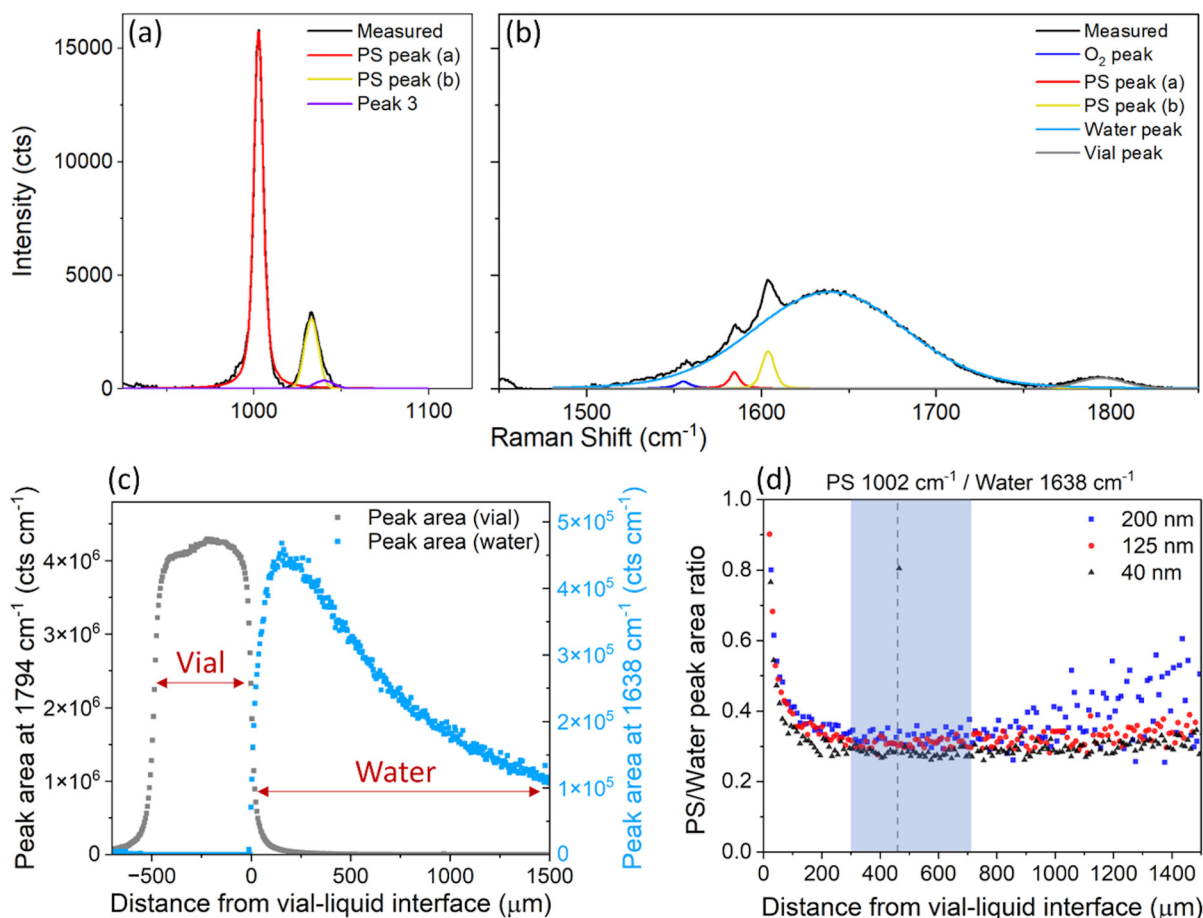 (a)
Measured
PS peak (a)
PS peak (b)
Peak 3
Intensity (cts)
15000
10000
5000
0
1000
1100
(b)
Measured
O₂ peak
PS peak (a)
PS peak (b)
Water peak
Vial peak
1500
1600
1700
1800
Raman Shift (cm⁻¹)
(c)
Peak area at 1794 cm⁻¹ (cts cm⁻¹)
4×10⁶
3×10⁶
2×10⁶
1×10⁶
0
Peak area (vial)
Peak area (water)
Vial
Water
5×10⁵
4×10⁵
3×10⁵
2×10⁵
1×10⁵
0
Peak area at 1638 cm⁻¹ (cts cm⁻¹)
−500
0
500
1000
1500
Distance from vial-liquid interface (μm)
(d)
PS 1002 cm⁻¹ / Water 1638 cm⁻¹
200 nm
125 nm
40 nm
PS/Water peak area ratio
1.0
0.8
0.6
0.4
0.2
0.0
0
200
400
600
800
1000
1200
1400
Distance from vial-liquid interface (μm)